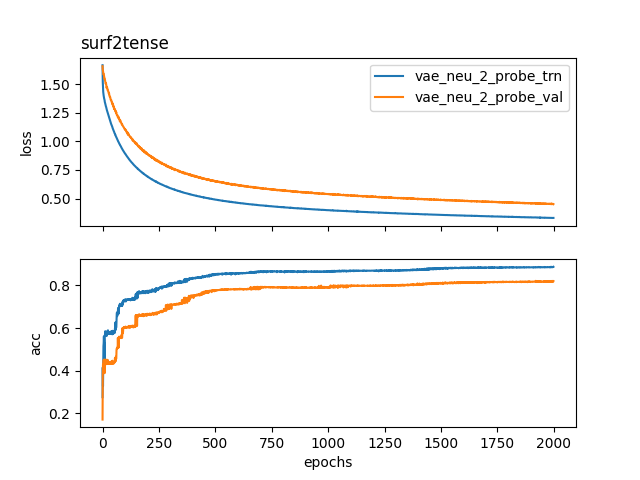 surf2tense
vae_neu_2_probe_trn
vae_neu_2_probe_val
loss
1.50
1.25
1.00
0.75
0.50
acc
0.8
0.6
0.4
0.2
0 250 500 750 1000 1250 1500 1750 2000
epochs